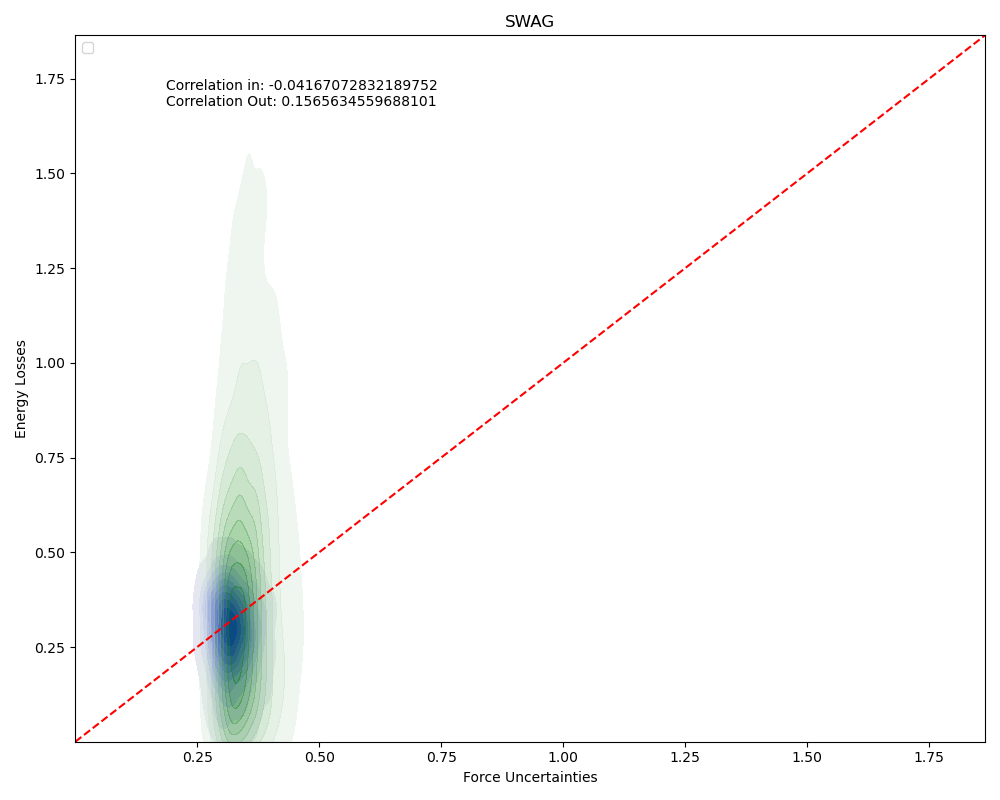 SWAG
Correlation in: -0.04167072832189752
Correlation Out: 0.1565634559688101
Energy Losses
1.75
1.50
1.25
1.00
0.75
0.50
0.25
0.25 0.50 0.75 1.00 1.25 1.50 1.75
Force Uncertainties